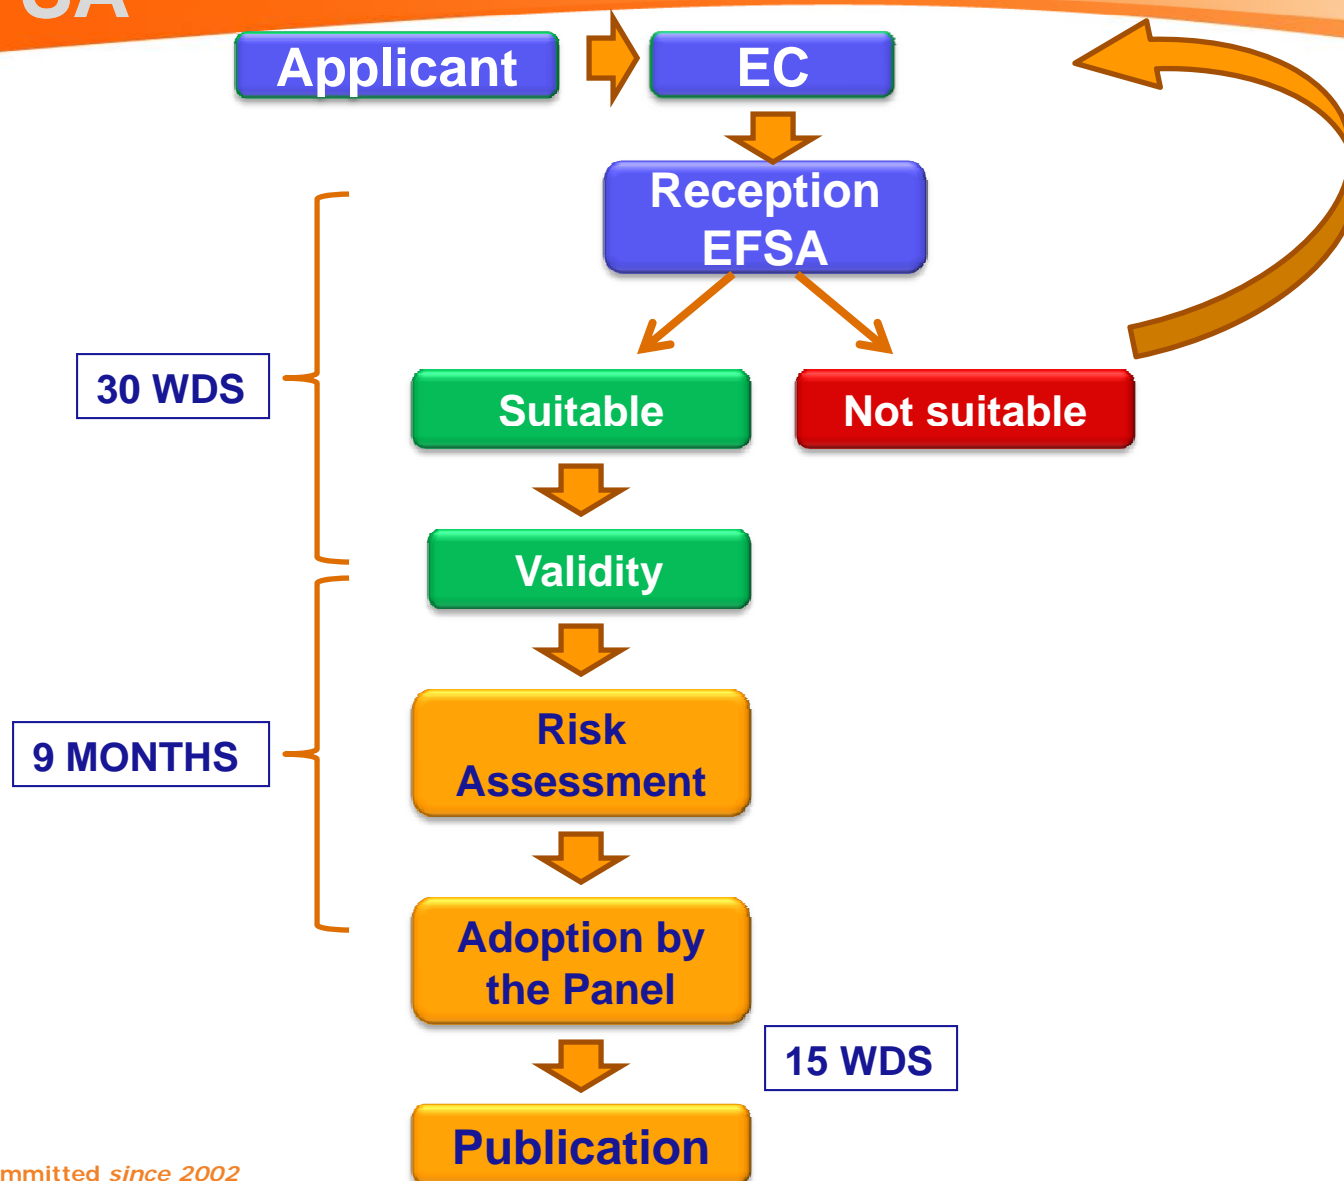 Applicant
EC
Reception
EFSA
30 WDS
Suitable
Not suitable
Validity
9 MONTHS
Risk
Assessment
Adoption by
the Panel
15 WDS
Publication
mmitted since 2002